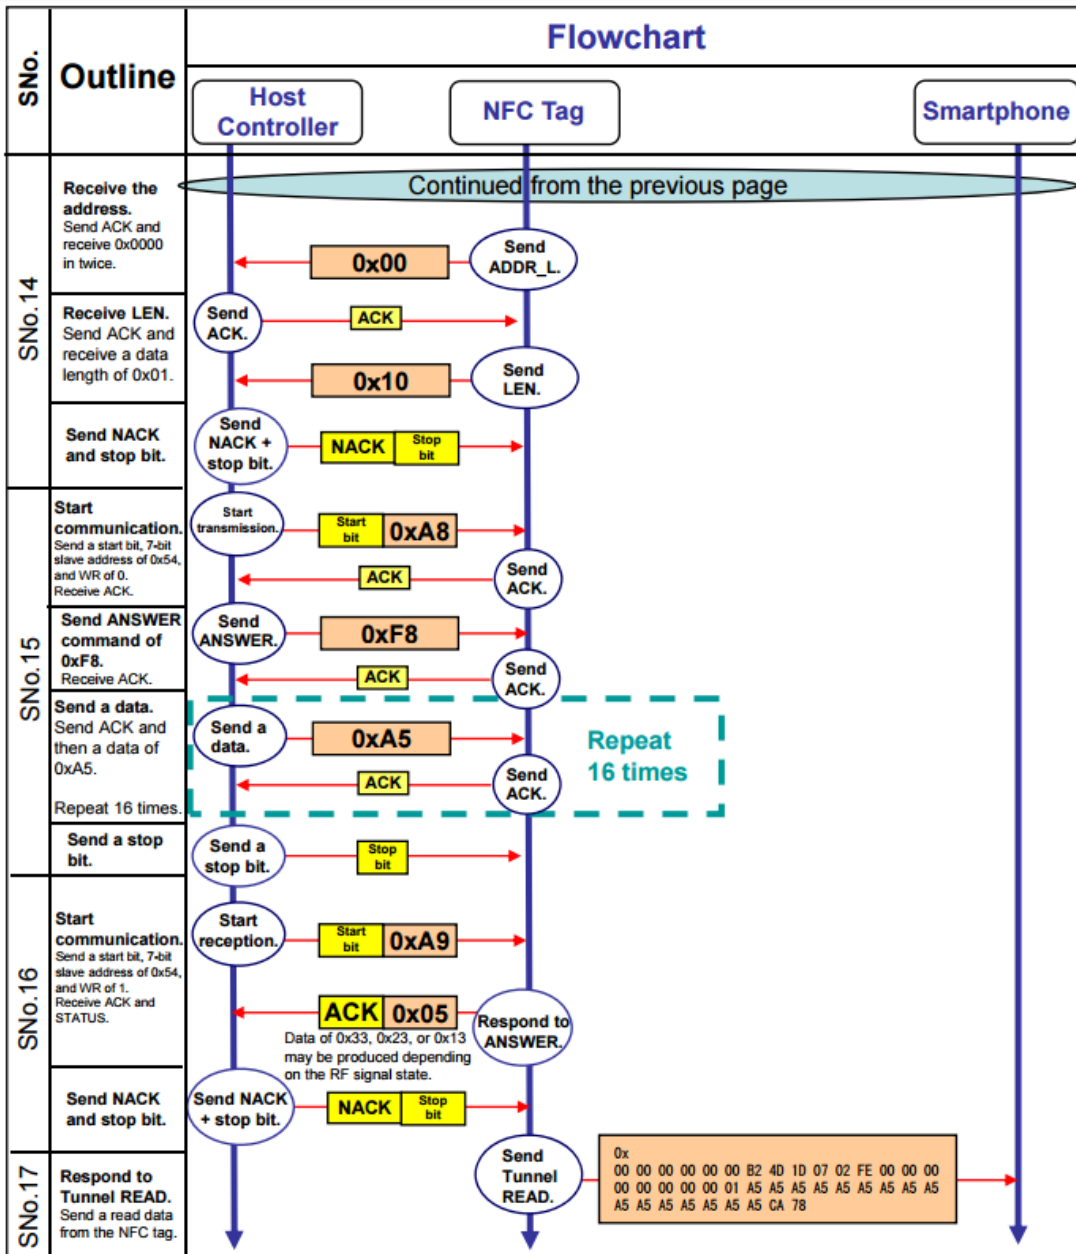 Flowchart
SNo.
Outline
Host
Controller
NFC Tag
Smartphone
Continued from the previous page
SNo.14
Receive the
address.
Send ACK and
receive 0x0000
in twice.
0x00
Send
ADDR_L.
Receive LEN.
Send ACK and
receive a data
length of 0x01.
Send
ACK.
ACK
0x10
Send
LEN.
Send NACK
and stop bit.
Send
NACK +
stop bit.
NACK
Stop
bit
SNo.15
Start
communication.
Send a start bit, 7-bit
slave address of 0x54,
and WR of 0.
Receive ACK.
Start
transmission.
Start
bit
0xA8
ACK
Send
ACK.
Send ANSWER
command of
0xF8.
Receive ACK.
Send
ANSWER.
0xF8
ACK
Send
ACK.
Send a data.
Send ACK and
then a data of
0xA5.
Repeat 16 times.
Send a
data.
0xA5
ACK
Send
ACK.
Repeat
16 times
Send a stop
bit.
Send a
stop bit.
Stop
bit
SNo.16
Start
communication.
Send a start bit, 7-bit
slave address of 0x54,
and WR of 1.
Receive ACK and
STATUS.
Start
reception.
Start
bit
0xA9
ACK
0x05
Respond to
ANSWER.
Data of 0x33, 0x23, or 0x13
may be produced depending
on the RF signal state.
Send NACK
and stop bit.
Send NACK
+ stop bit.
NACK
Stop
bit
SNo.17
Respond to
Tunnel READ.
Send a read data
from the NFC tag.
Send
Tunnel
READ.
0x
00 00 00 00 00 00 B2 4D 1D 07 02 FE 00 00 00
00 00 00 00 00 01 A5 A5 A5 A5 A5 A5 A5 A5 A5
A5 A5 A5 A5 A5 A5 A5 CA 78